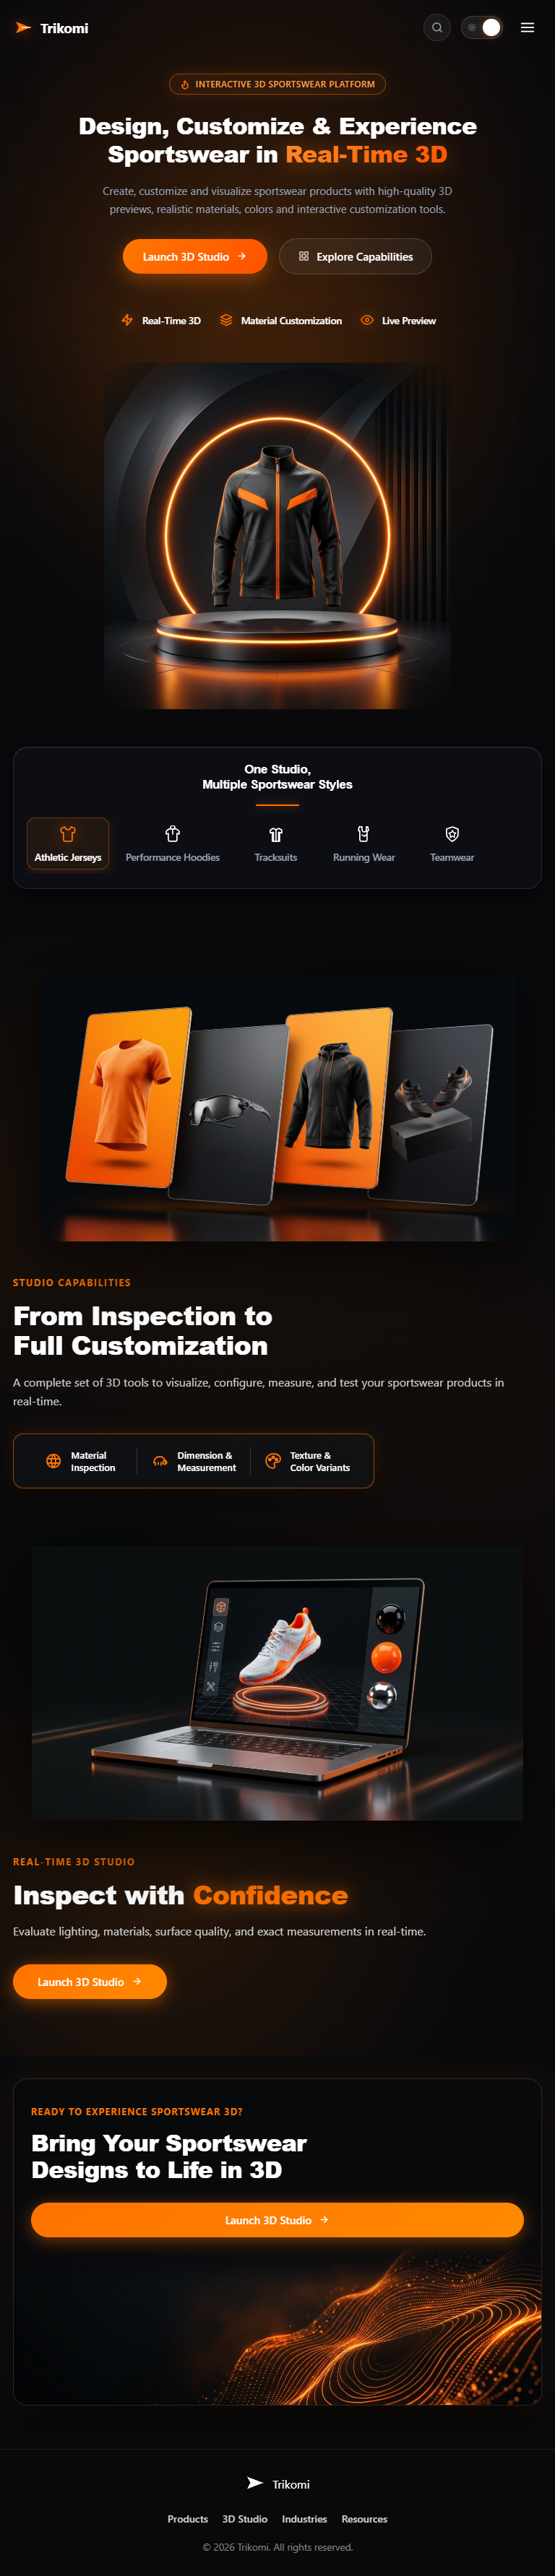 Trikomi
INTERACTIVE 3D SPORTSWEAR PLATFORM
Design, Customize & Experience
Sportswear in Real-Time 3D
Create, customize and visualize sportswear products with high-quality 3D
previews, realistic materials, colors and interactive customization tools.
Launch 3D Studio
Explore Capabilities
Real-Time 3D
Material Customization
Live Preview
One Studio,
Multiple Sportswear Styles
Athletic Jerseys
Performance Hoodies
Tracksuits
Running Wear
Teamwear
STUDIO CAPABILITIES
From Inspection to
Full Customization
A complete set of 3D tools to visualize, configure, measure, and test your sportswear products in
real-time.
Material
Inspection
Dimension &
Measurement
Texture &
Color Variants
REAL-TIME 3D STUDIO
Inspect with Confidence
Evaluate lighting, materials, surface quality, and exact measurements in real-time.
Launch 3D Studio
READY TO EXPERIENCE SPORTSWEAR 3D?
Bring Your Sportswear
Designs to Life in 3D
Launch 3D Studio
Trikomi
Products
3D Studio
Industries
Resources
© 2026 Trikomi. All rights reserved.